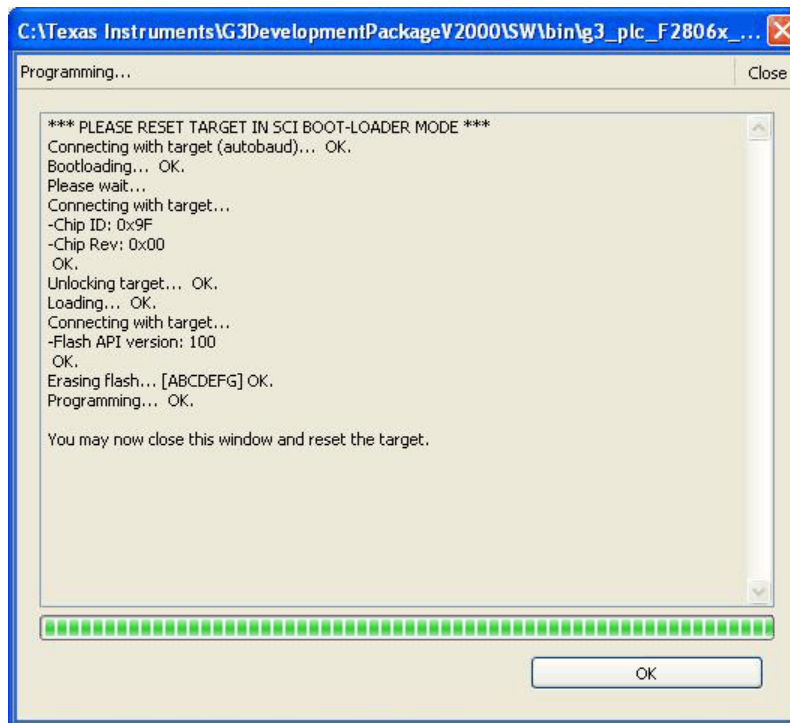 C:\Texas Instruments\G3DevelopmentPackageV2000\SW\bin\g3_plc_F2806x_...
Programming...
Close
*** PLEASE RESET TARGET IN SCI BOOT-LOADER MODE ***
Connecting with target (autobaud)... OK.
Bootloading... OK.
Please wait...
Connecting with target...
-Chip ID: 0x9F
-Chip Rev: 0x00
OK.
Unlocking target... OK.
Loading... OK.
Connecting with target...
-Flash API version: 100
OK.
Erasing flash... [ABCDEFG] OK.
Programming... OK.
You may now close this window and reset the target.
OK